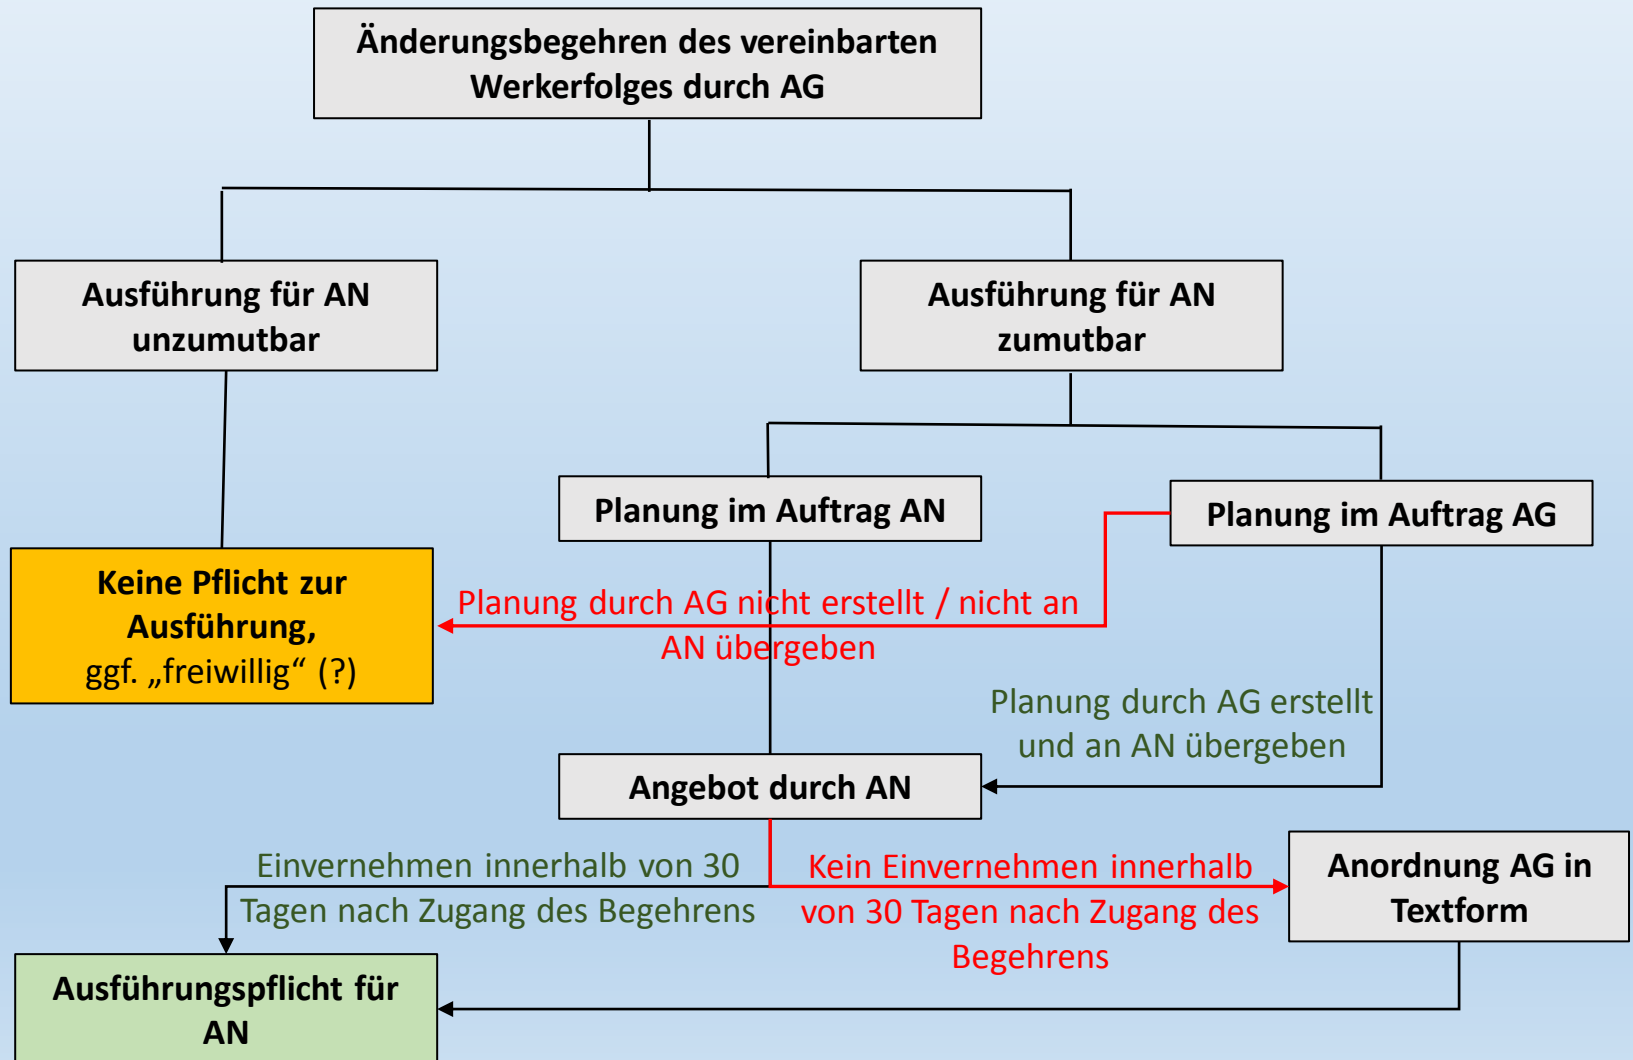 Änderungsbegehren des vereinbarten
Werkerfolges durch AG
Ausführung für AN
unzumutbar
Ausführung für AN
zumutbar
Planung im Auftrag AN
Planung im Auftrag AG
Keine Pflicht zur
Ausführung,
ggf. „freiwillig“ (?)
Planung durch AG nicht erstellt / nicht an
AN übergeben
Planung durch AG erstellt
und an AN übergeben
Angebot durch AN
Einvernehmen innerhalb von 30
Tagen nach Zugang des Begehrens
Kein Einvernehmen innerhalb
von 30 Tagen nach Zugang des
Begehrens
Anordnung AG in
Textform
Ausführungspflicht für
AN